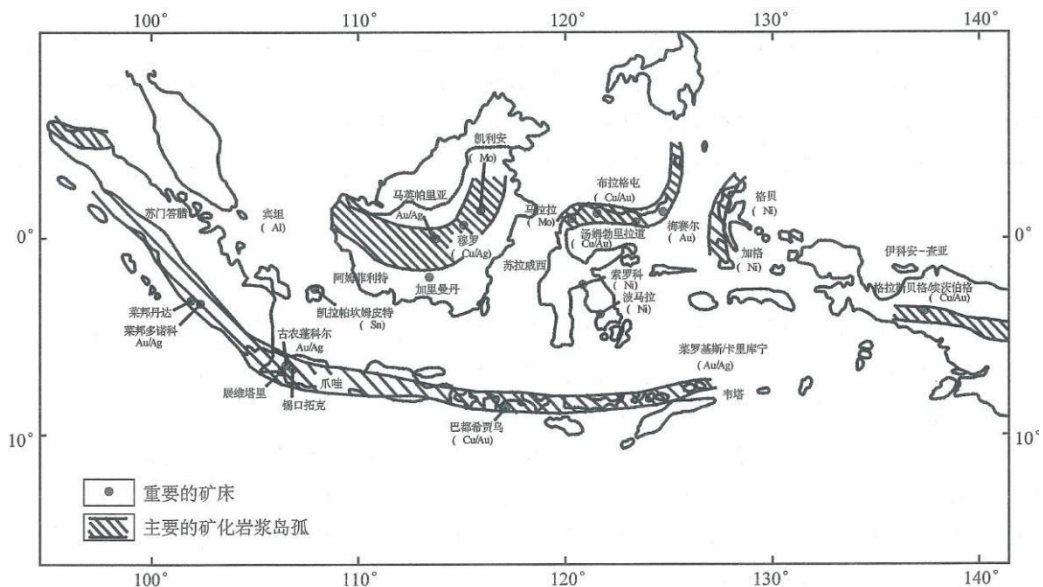 100°
110°
120°
130°
140°
凯利安
( Mo)
马英帕里亚
Au/Ag
布拉格屯
( Cu/Au)
格贝
( Ni)
苏门答腊
宾坦
( Al)
马拉拉
( Mo)
梅赛尔
( Au)
0°
0°
穆罗
( Cu/Ag)
汤姆勃里拉道
( Cu/Au)
加格
( Ni)
伊科安－查亚
阿姆菲利特
加里曼丹
苏拉威西
索罗科
( Ni)
格拉斯贝格/埃茨伯格
( Cu/Au)
莱邦丹达
莱邦多诺科
Au/Ag
凯拉帕坎姆皮特
( Sn)
波马拉
( Ni)
古农蓬科尔
Au/Ag
爪哇
展维塔里
锡口拓克
巴都希贾乌
( Cu/Au)
罗基斯/卡里库宁
( Au/Ag)
韦塔
10°
10°
重要的矿床
主要的矿化岩浆岛孤
100°
110°
120°
130°
140°